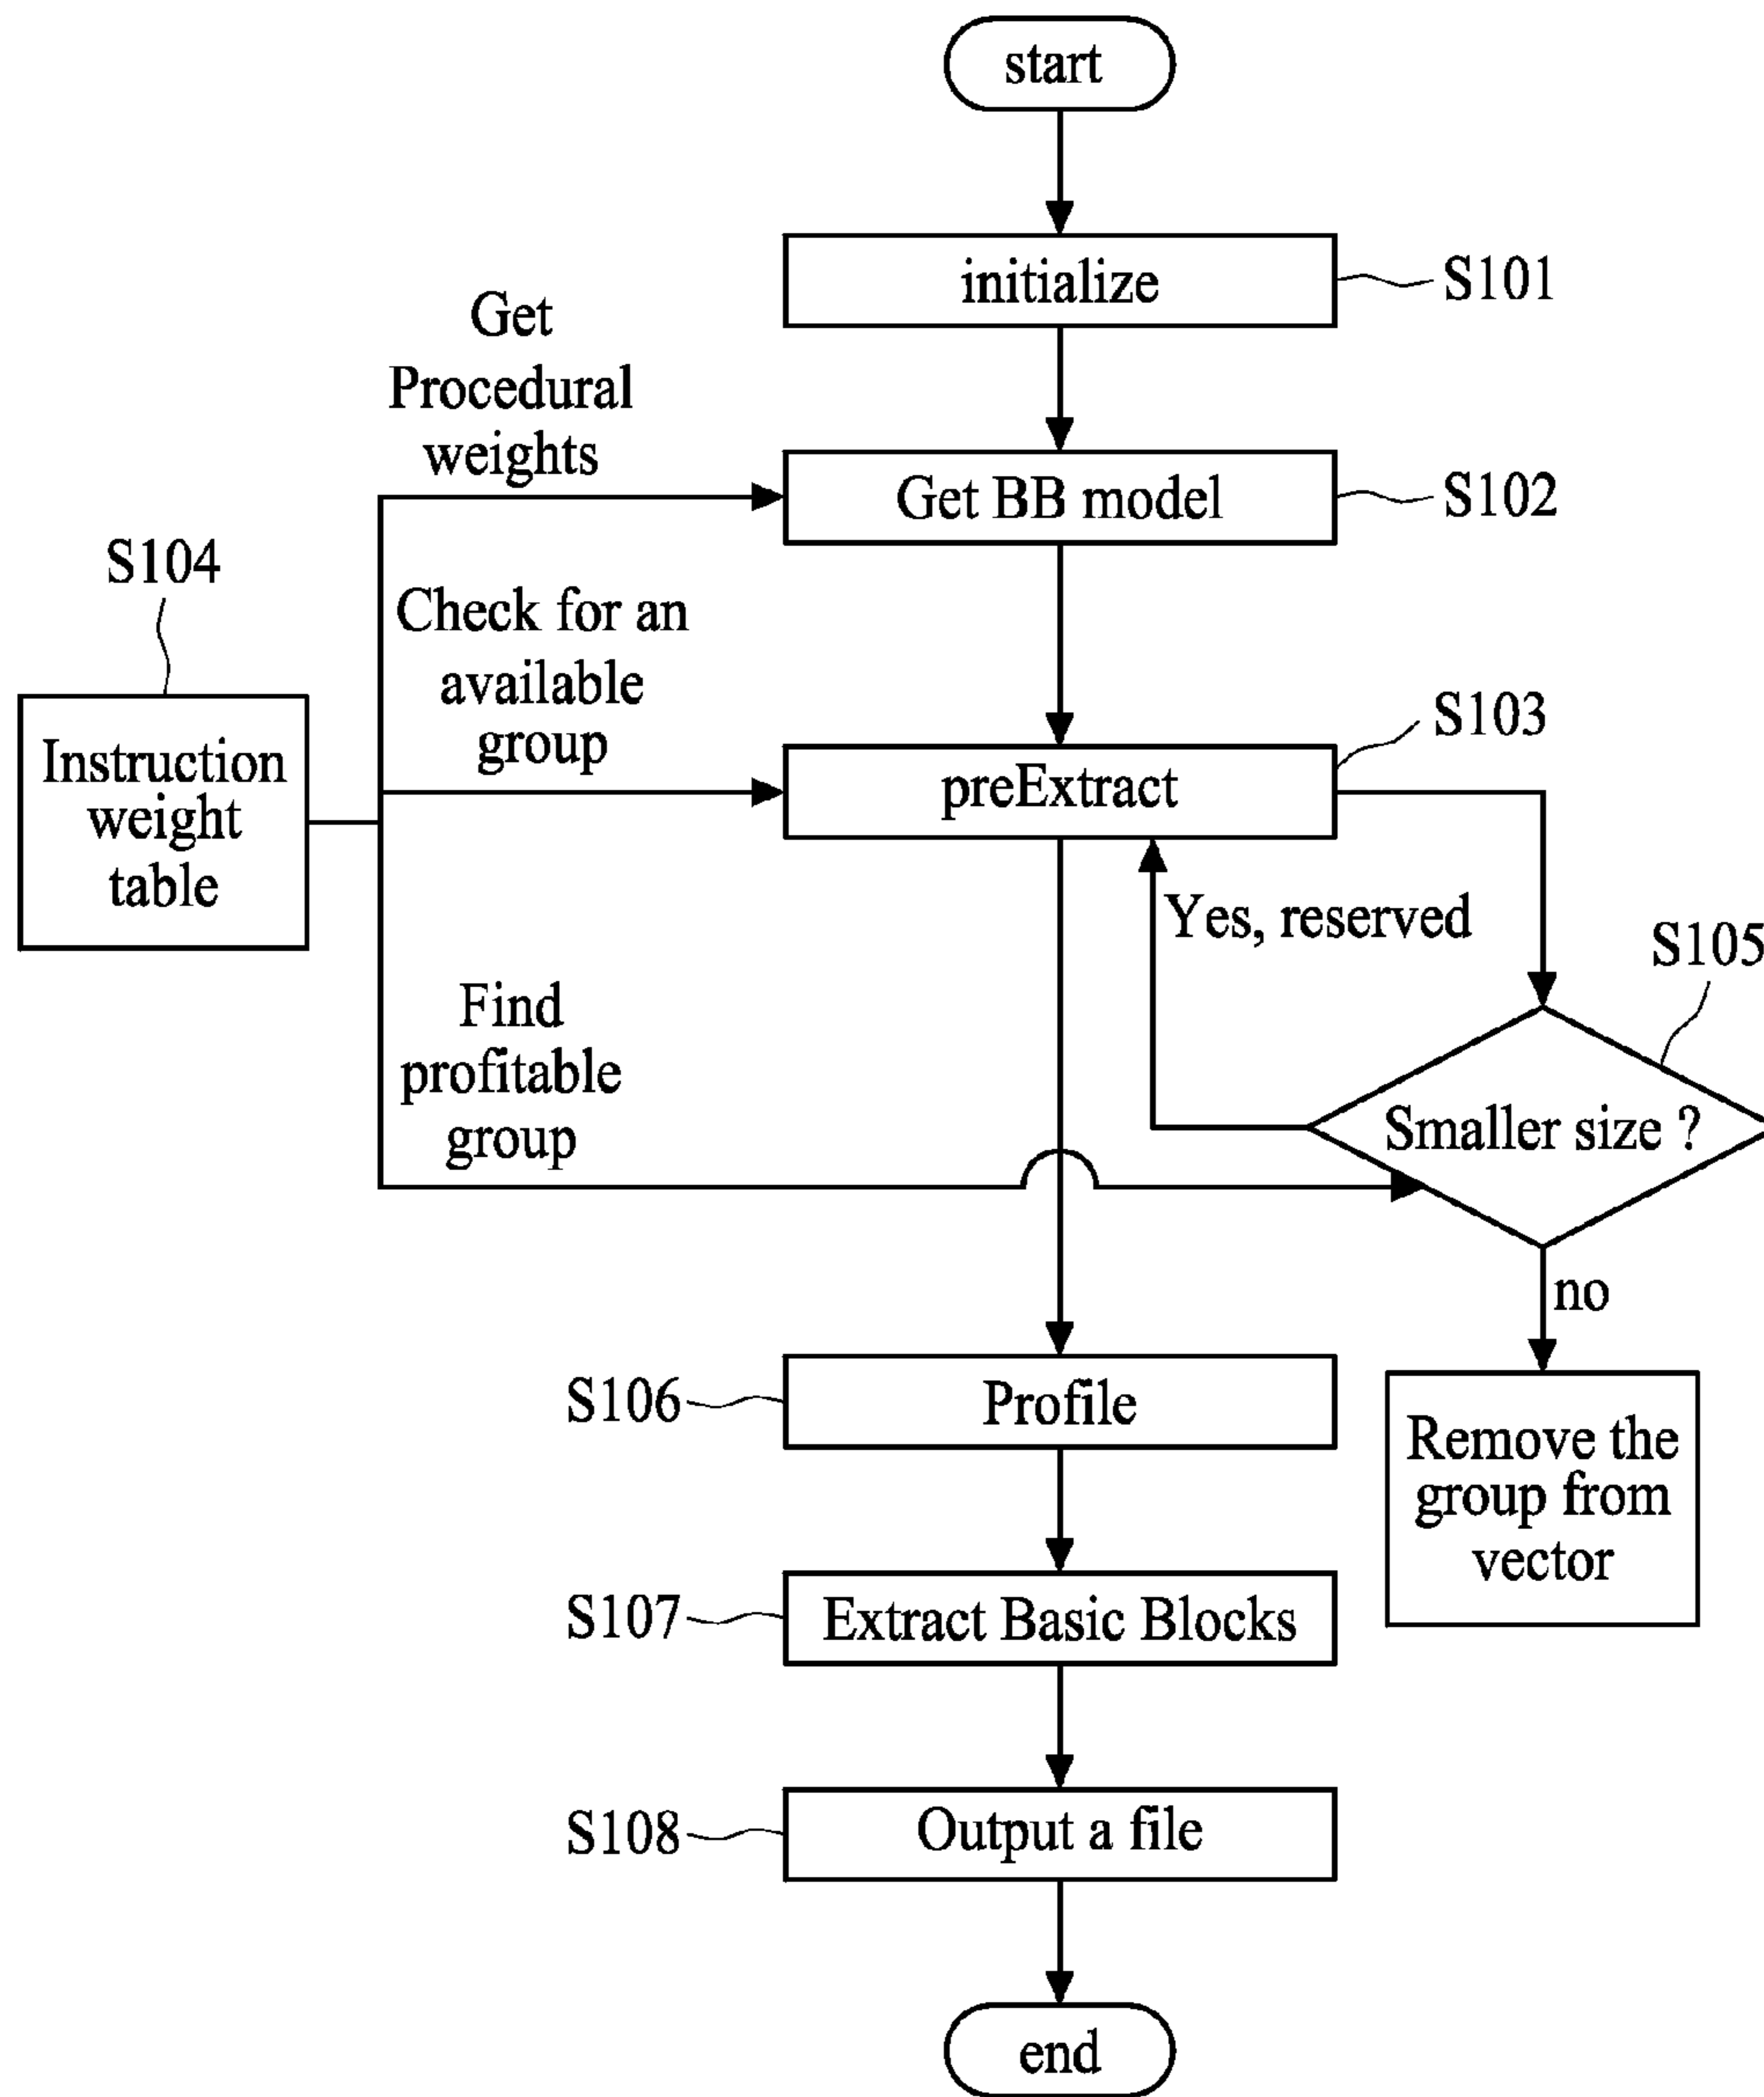 start
initialize
S101
Get
Procedural
weights
Get BB model
S102
S104
Check for an
available
group
Instruction
weight
table
preExtract
S103
Yes, reserved
S105
Find
profitable
group
Smaller size ?
no
S106
Profile
Remove the
group from
vector
S107
Extract Basic Blocks
S108
Output a file
end